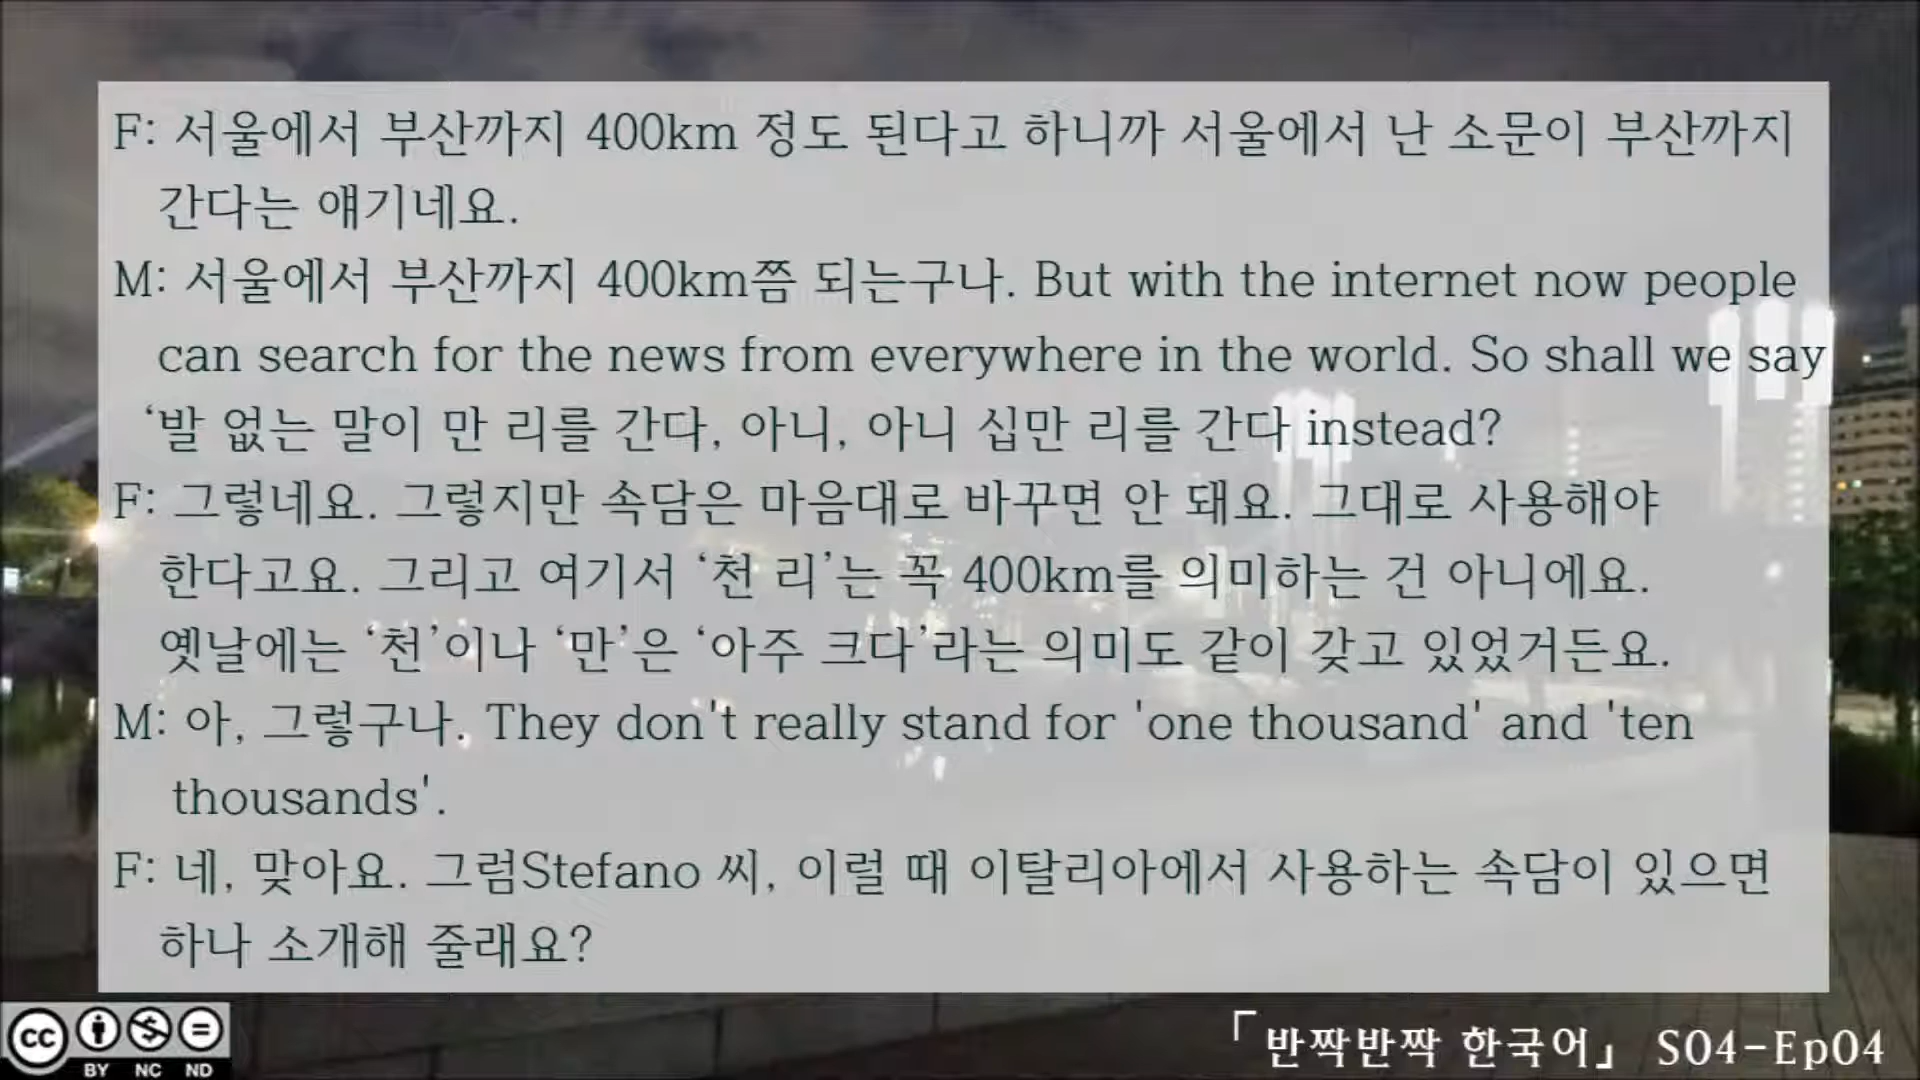 F: 서울에서 부산까지 400km 정도 된다고 하니까 서울에서 난 소문이 부산까지
간다는 얘기네요.
M: 서울에서 부산까지 400km쯤 되는구나. But with the internet now people
can search for the news from everywhere in the world. So shall we say
‘발 없는 말이 만 리를 간다, 아니, 아니 십만 리를 간다 instead?
F: 그렇네요. 그렇지만 속담은 마음대로 바꾸면 안 돼요. 그대로 사용해야
한다고요. 그리고 여기서 ‘천 리’는 꼭 400km를 의미하는 건 아니에요.
옛날에는 ‘천’이나 ‘만’은 ‘아주 크다’라는 의미도 같이 갖고 있었거든요.
M: 아, 그렇구나. They don't really stand for 'one thousand' and 'ten
thousands'.
F: 네, 맞아요. 그럼Stefano 씨, 이럴 때 이탈리아에서 사용하는 속담이 있으면
하나 소개해 줄래요?
cc BY NC ND
「반짝반짝 한국어」 S04-Ep04